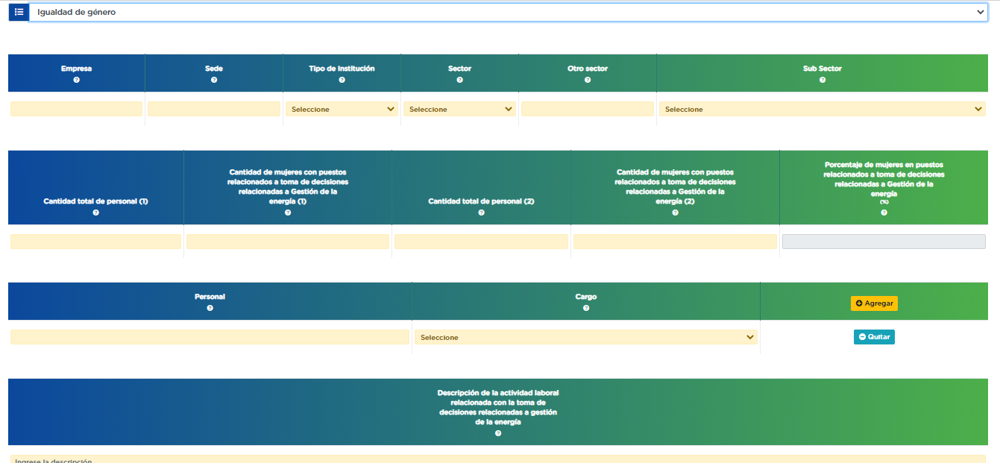 Igualdad de género
Empresa
Sede
Tipo de Institución
Sector
Otro sector
Sub Sector
Seleccione
Seleccione
Seleccione
Cantidad total de personal (1)
Cantidad de mujeres con puestos
relacionados a toma de decisiones
relacionadas a Gestión de la
energía (1)
Cantidad total de personal (2)
Cantidad de mujeres con puestos
relacionados a toma de decisiones
relacionadas a Gestión de la
energía (2)
Porcentaje de mujeres en puestos
relacionados a toma de decisiones
relacionadas a Gestión de la
energía
(%)
Personal
Cargo
Agregar
Seleccione
Quitar
Descripción de la actividad laboral
relacionada con la toma de
decisiones relacionadas a gestión
de la energía
Ingrese la descripción